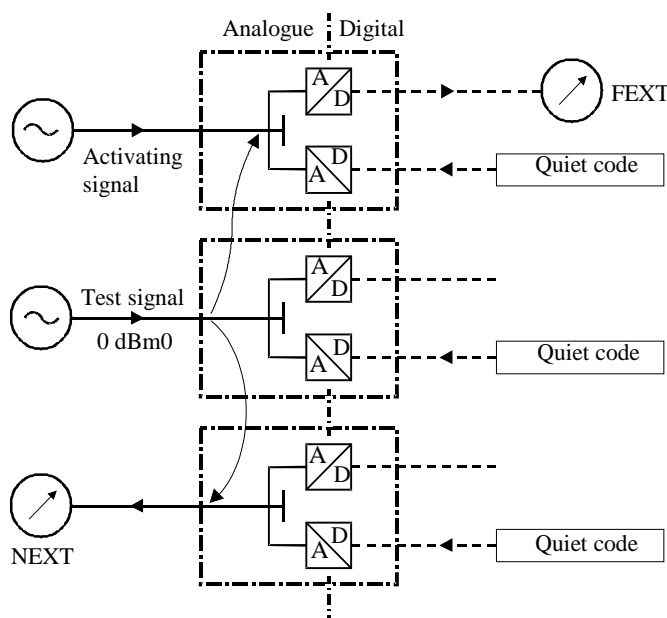 Analogue Digital
A
D
FEXT
Activating
signal
D
A
Quiet code
A
D
Test signal
0 dBm0
D
A
Quiet code
A
D
NEXT
D
A
Quiet code